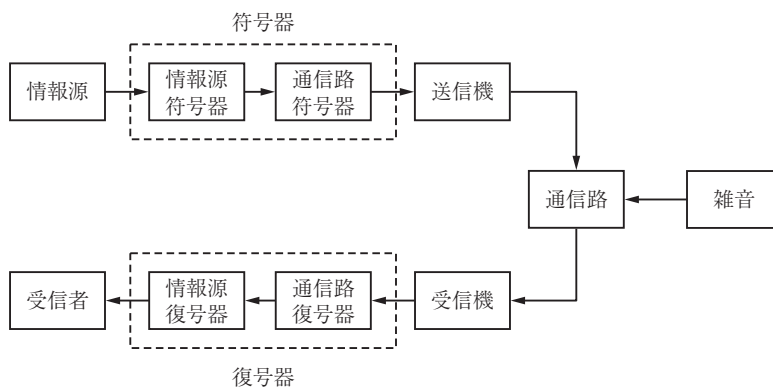 符号器
情報源
情報源
符号器
通信路
符号器
送信機
通信路
雑音
受信者
情報源
復号器
通信路
復号器
受信機
復号器